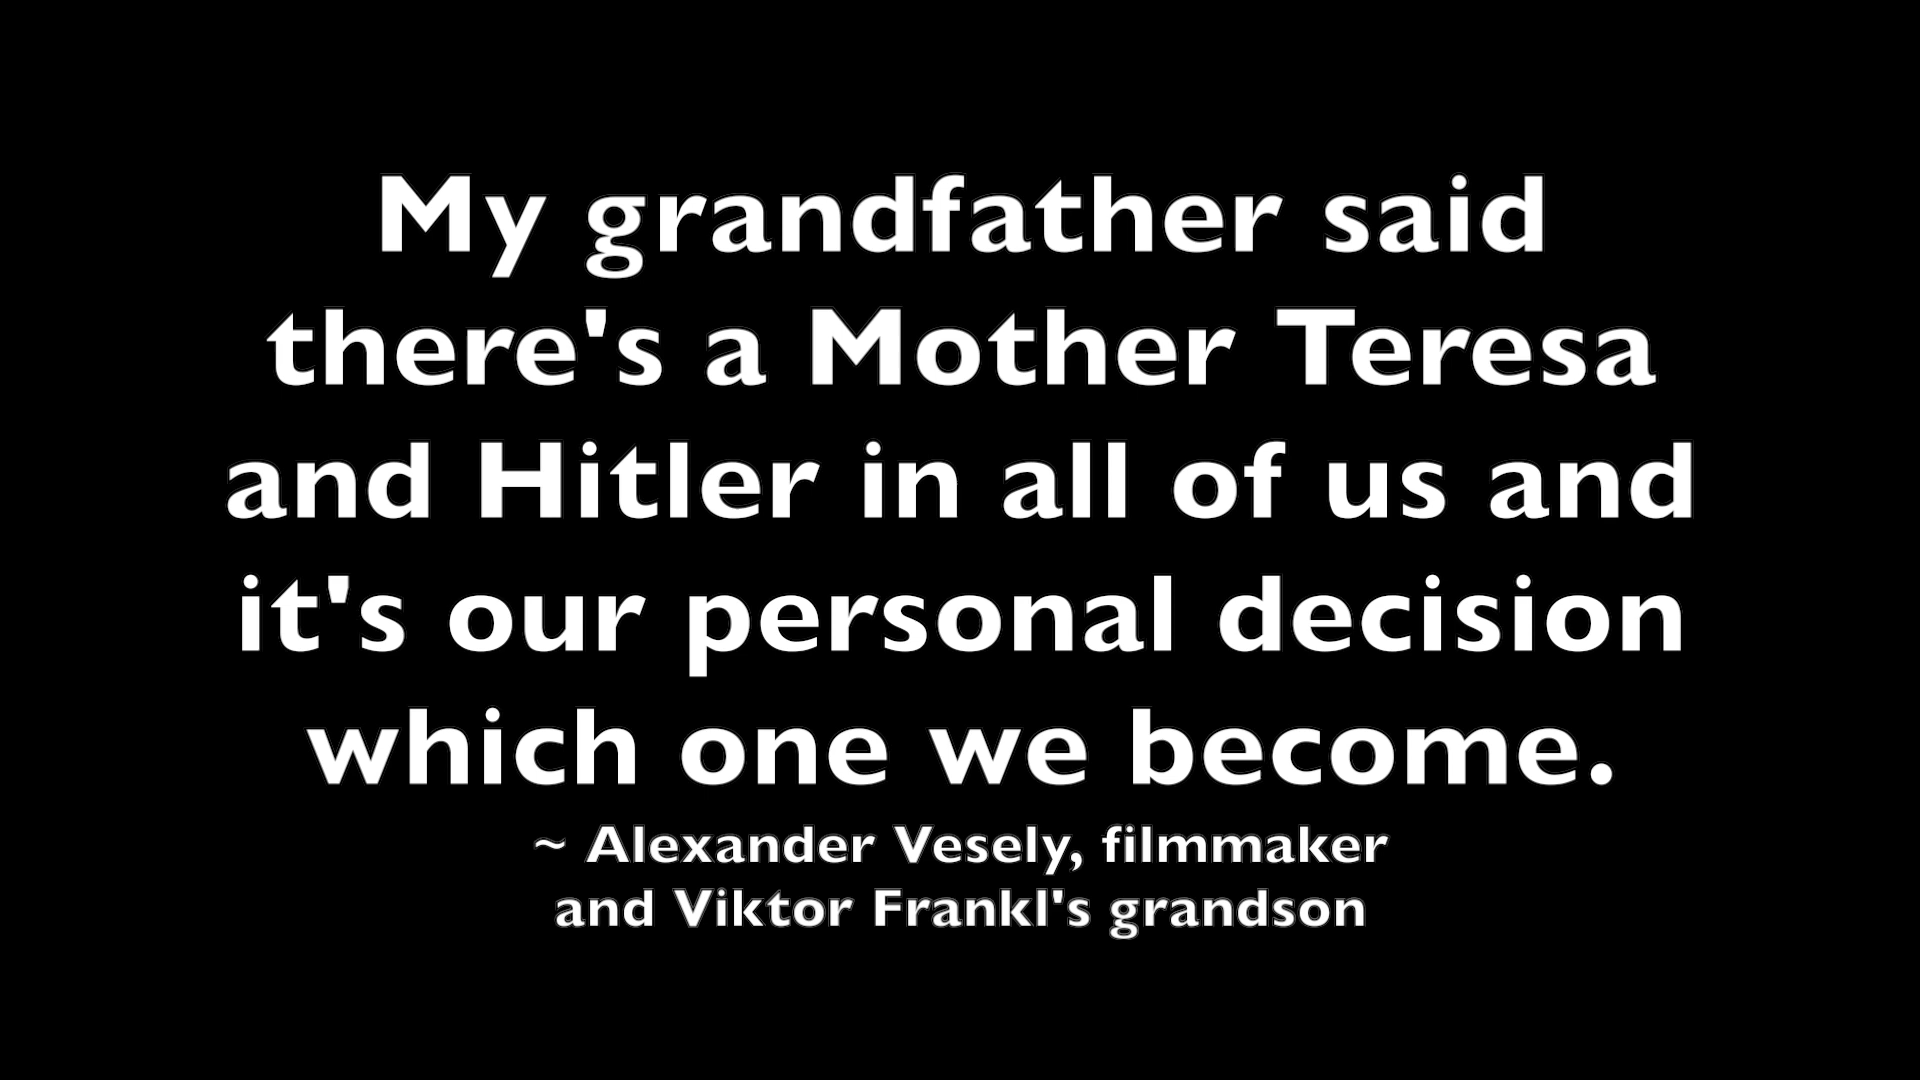 My grandfather said
there's a Mother Teresa
and Hitler in all of us and
it's our personal decision
which one we become.
~ Alexander Vesely, filmmaker
and Viktor Frankl's grandson